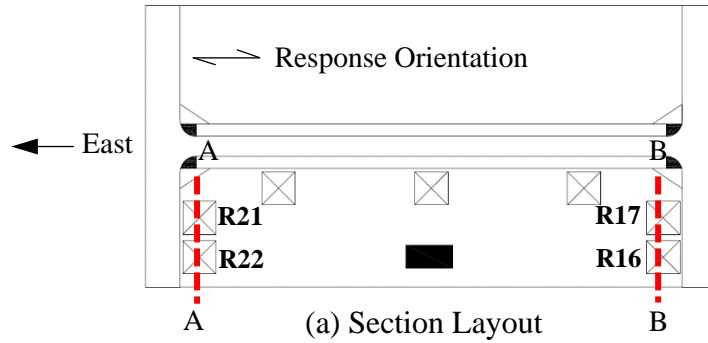 Response Orientation
East
A B
R21 R17
R22 R16
A B
(a) Section Layout